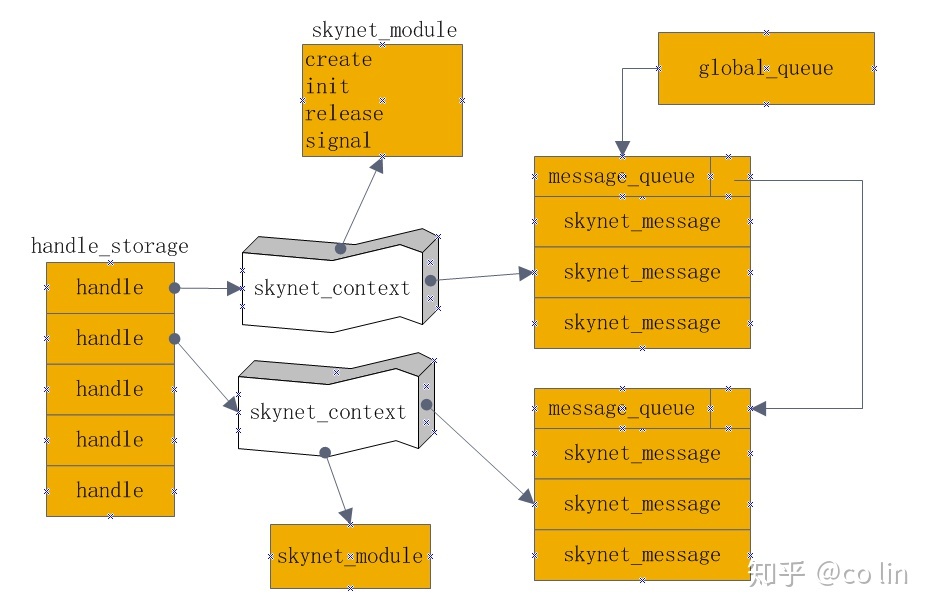 skynet_module
create
init
release
signal
global_queue
message_queue
skynet_message
skynet_message
skynet_message
handle_storage
handle
handle
handle
handle
handle
skynet_context
skynet_context
message_queue
skynet_message
skynet_message
skynet_message
skynet_module
知乎 @co lin